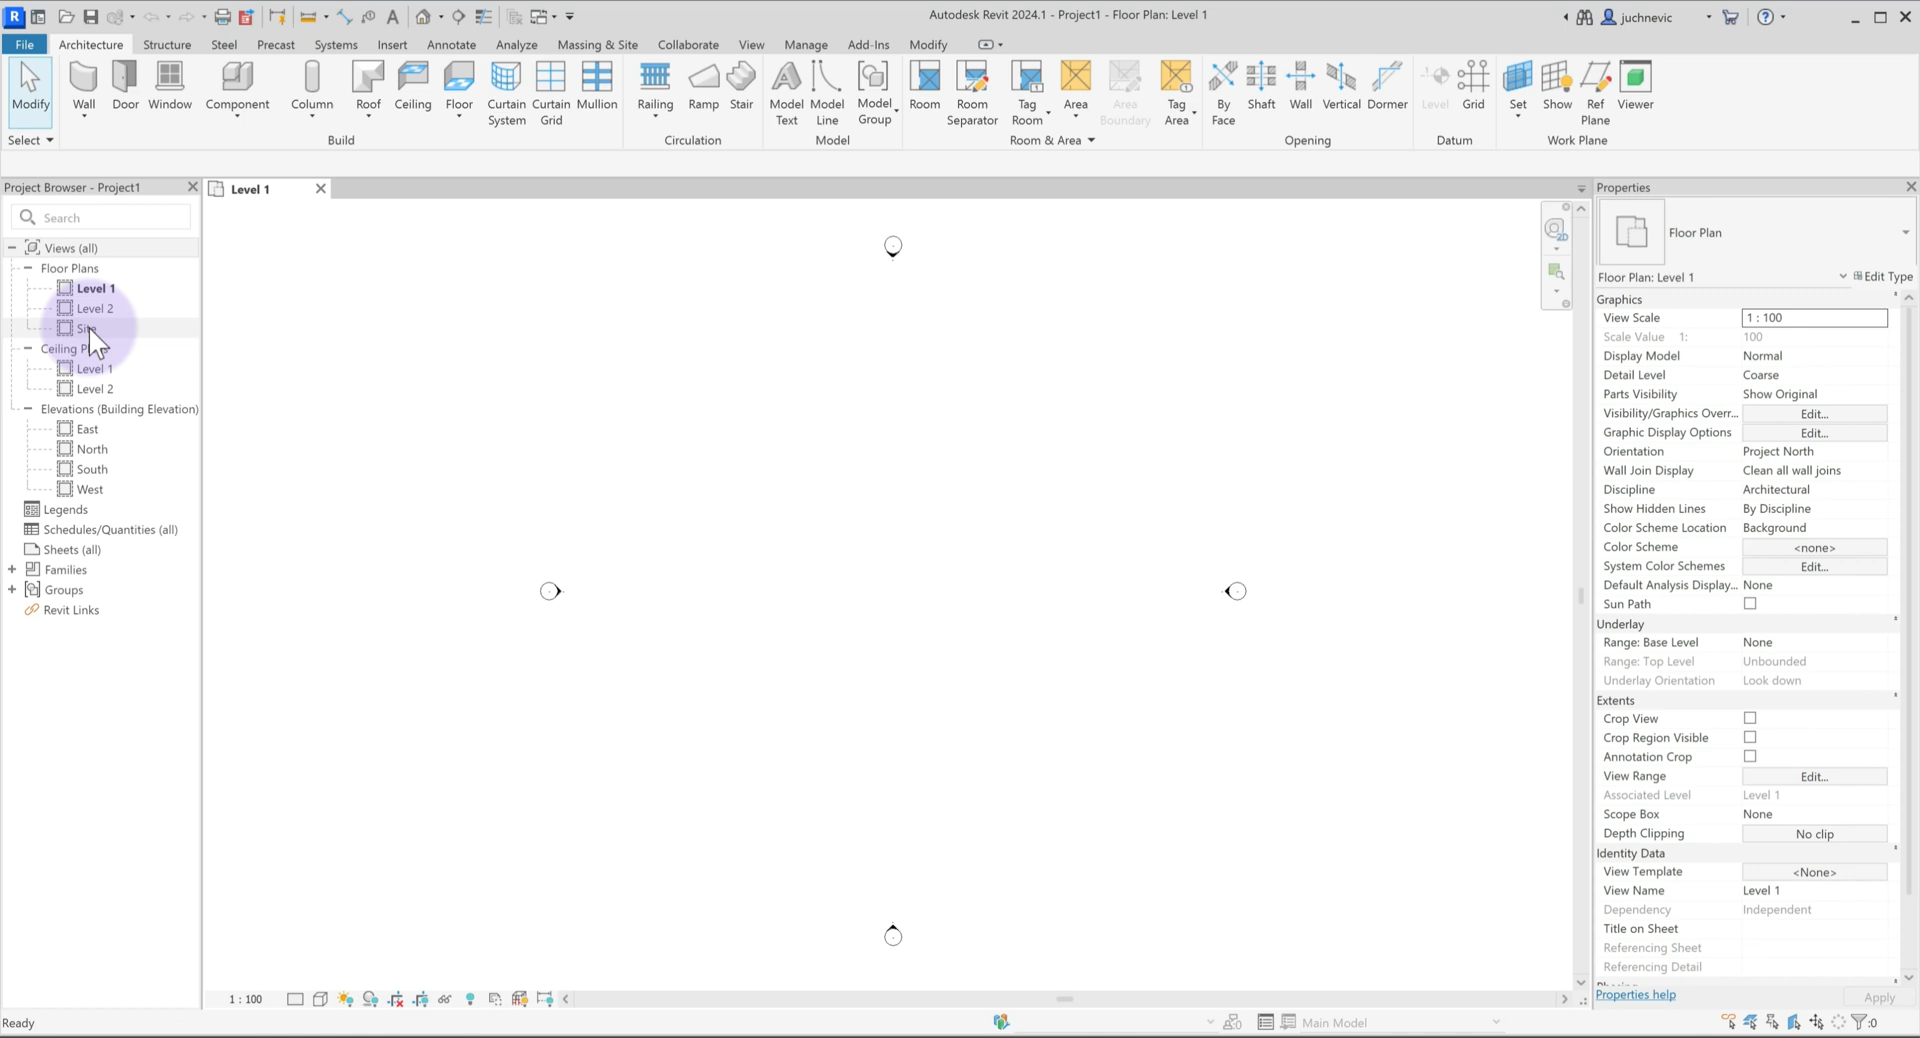 Autodesk Revit 2024.1 - Project1 - Floor Plan: Level 1
juchnevic
File Architecture Structure Steel Precast Systems Insert Annotate Analyze Massing & Site Collaborate View Manage Add-Ins Modify
Modify Wall Door Window Component Column Roof Ceiling Floor Curtain System Curtain Grid Mullion Railing Ramp Stair Model Text Model Line Model Group Room Room Separator Tag Room Area Area Boundary Tag Area By Face Shaft Wall Vertical Dormer Level Grid Set Show Ref Plane Viewer
Select Build Circulation Model Room & Area Opening Datum Work Plane
Project Browser - Project1
Search
Views (all)
Floor Plans
Level 1
Level 2
Site
Ceiling
Level 1
Level 2
Elevations (Building Elevation)
East
North
South
West
Legends
Schedules/Quantities (all)
Sheets (all)
Families
Groups
Revit Links
Level 1
2D
1 : 100
Properties
Floor Plan
Floor Plan: Level 1 Edit Type
Graphics
View Scale 1 : 100
Scale Value 1: 100
Display Model Normal
Detail Level Coarse
Parts Visibility Show Original
Visibility/Graphics Overr... Edit...
Graphic Display Options Edit...
Orientation Project North
Wall Join Display Clean all wall joins
Discipline Architectural
Show Hidden Lines By Discipline
Color Scheme Location Background
Color Scheme <none>
System Color Schemes Edit...
Default Analysis Display... None
Sun Path
Underlay
Range: Base Level None
Range: Top Level Unbounded
Underlay Orientation Look down
Extents
Crop View
Crop Region Visible
Annotation Crop
View Range Edit...
Associated Level Level 1
Scope Box None
Depth Clipping No clip
Identity Data
View Template <None>
View Name Level 1
Dependency Independent
Title on Sheet
Referencing Sheet
Referencing Detail
Properties help Apply
Ready
Main Model
:0